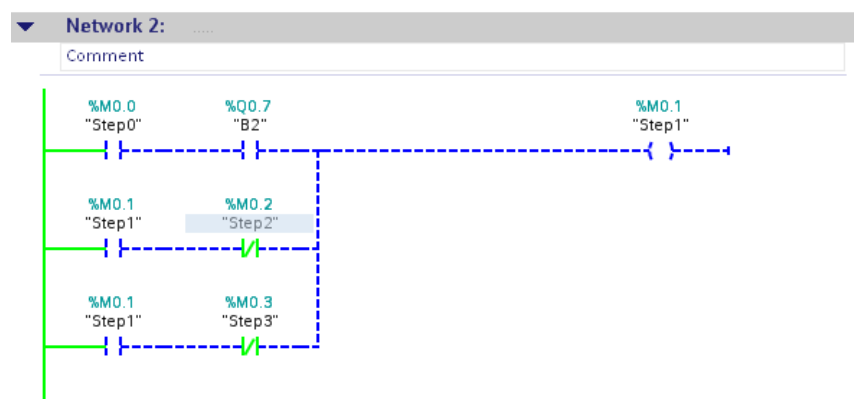 Network 2: .....
Comment
%M0.0 %Q0.7 %M0.1
"Step0" "B2" "Step1"
%M0.1 %M0.2
"Step1" "Step2"
%M0.1 %M0.3
"Step1" "Step3"